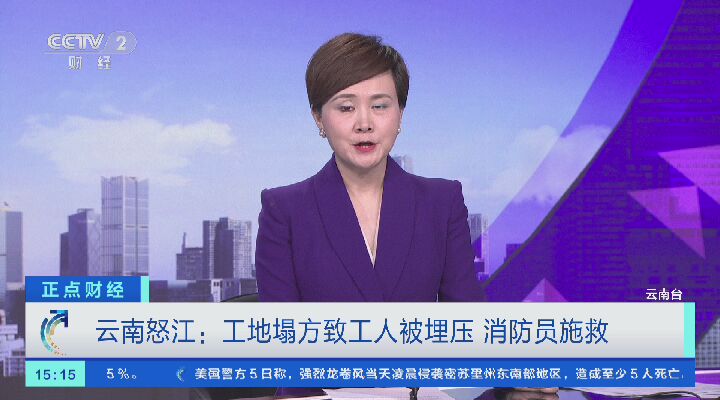 CCTV 2
财经
云南台
正点财经
云南怒江：工地塌方致工人被埋压 消防员施救
15:15 5%。 美国警方5日称，强烈龙卷风当天凌晨侵袭密苏里州东南部地区，造成至少5人死亡。